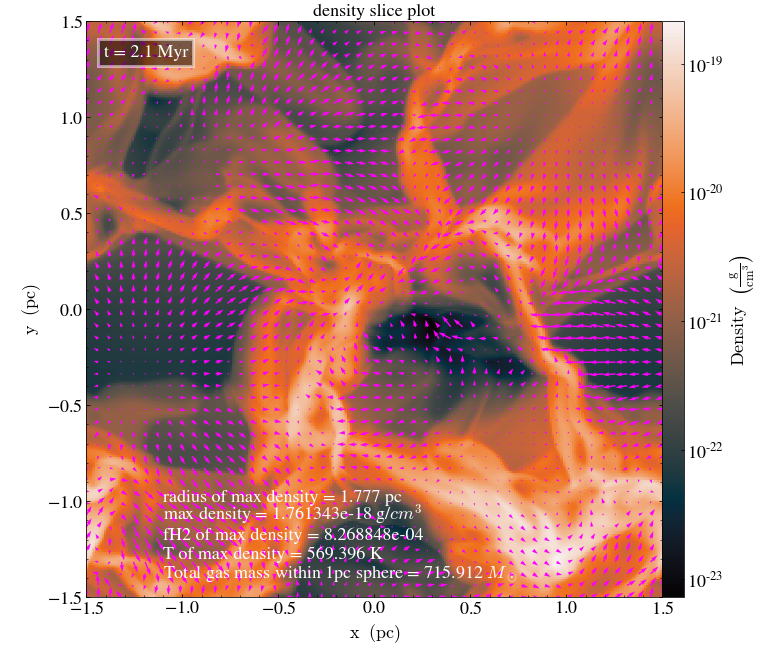 density slice plot
t = 2.1 Myr
1.5
1.0
0.5
0.0
−0.5
−1.0
−1.5
y (pc)
radius of max density = 1.777 pc
max density = 1.761343e-18 g/cm³
fH2 of max density = 8.268848e-04
T of max density = 569.396 K
Total gas mass within 1pc sphere = 715.912 M
−1.5 −1.0 −0.5 0.0 0.5 1.0 1.5
x (pc)
10⁻¹⁹
10⁻²⁰
10⁻²¹
10⁻²²
10⁻²³
Density (g/cm³)